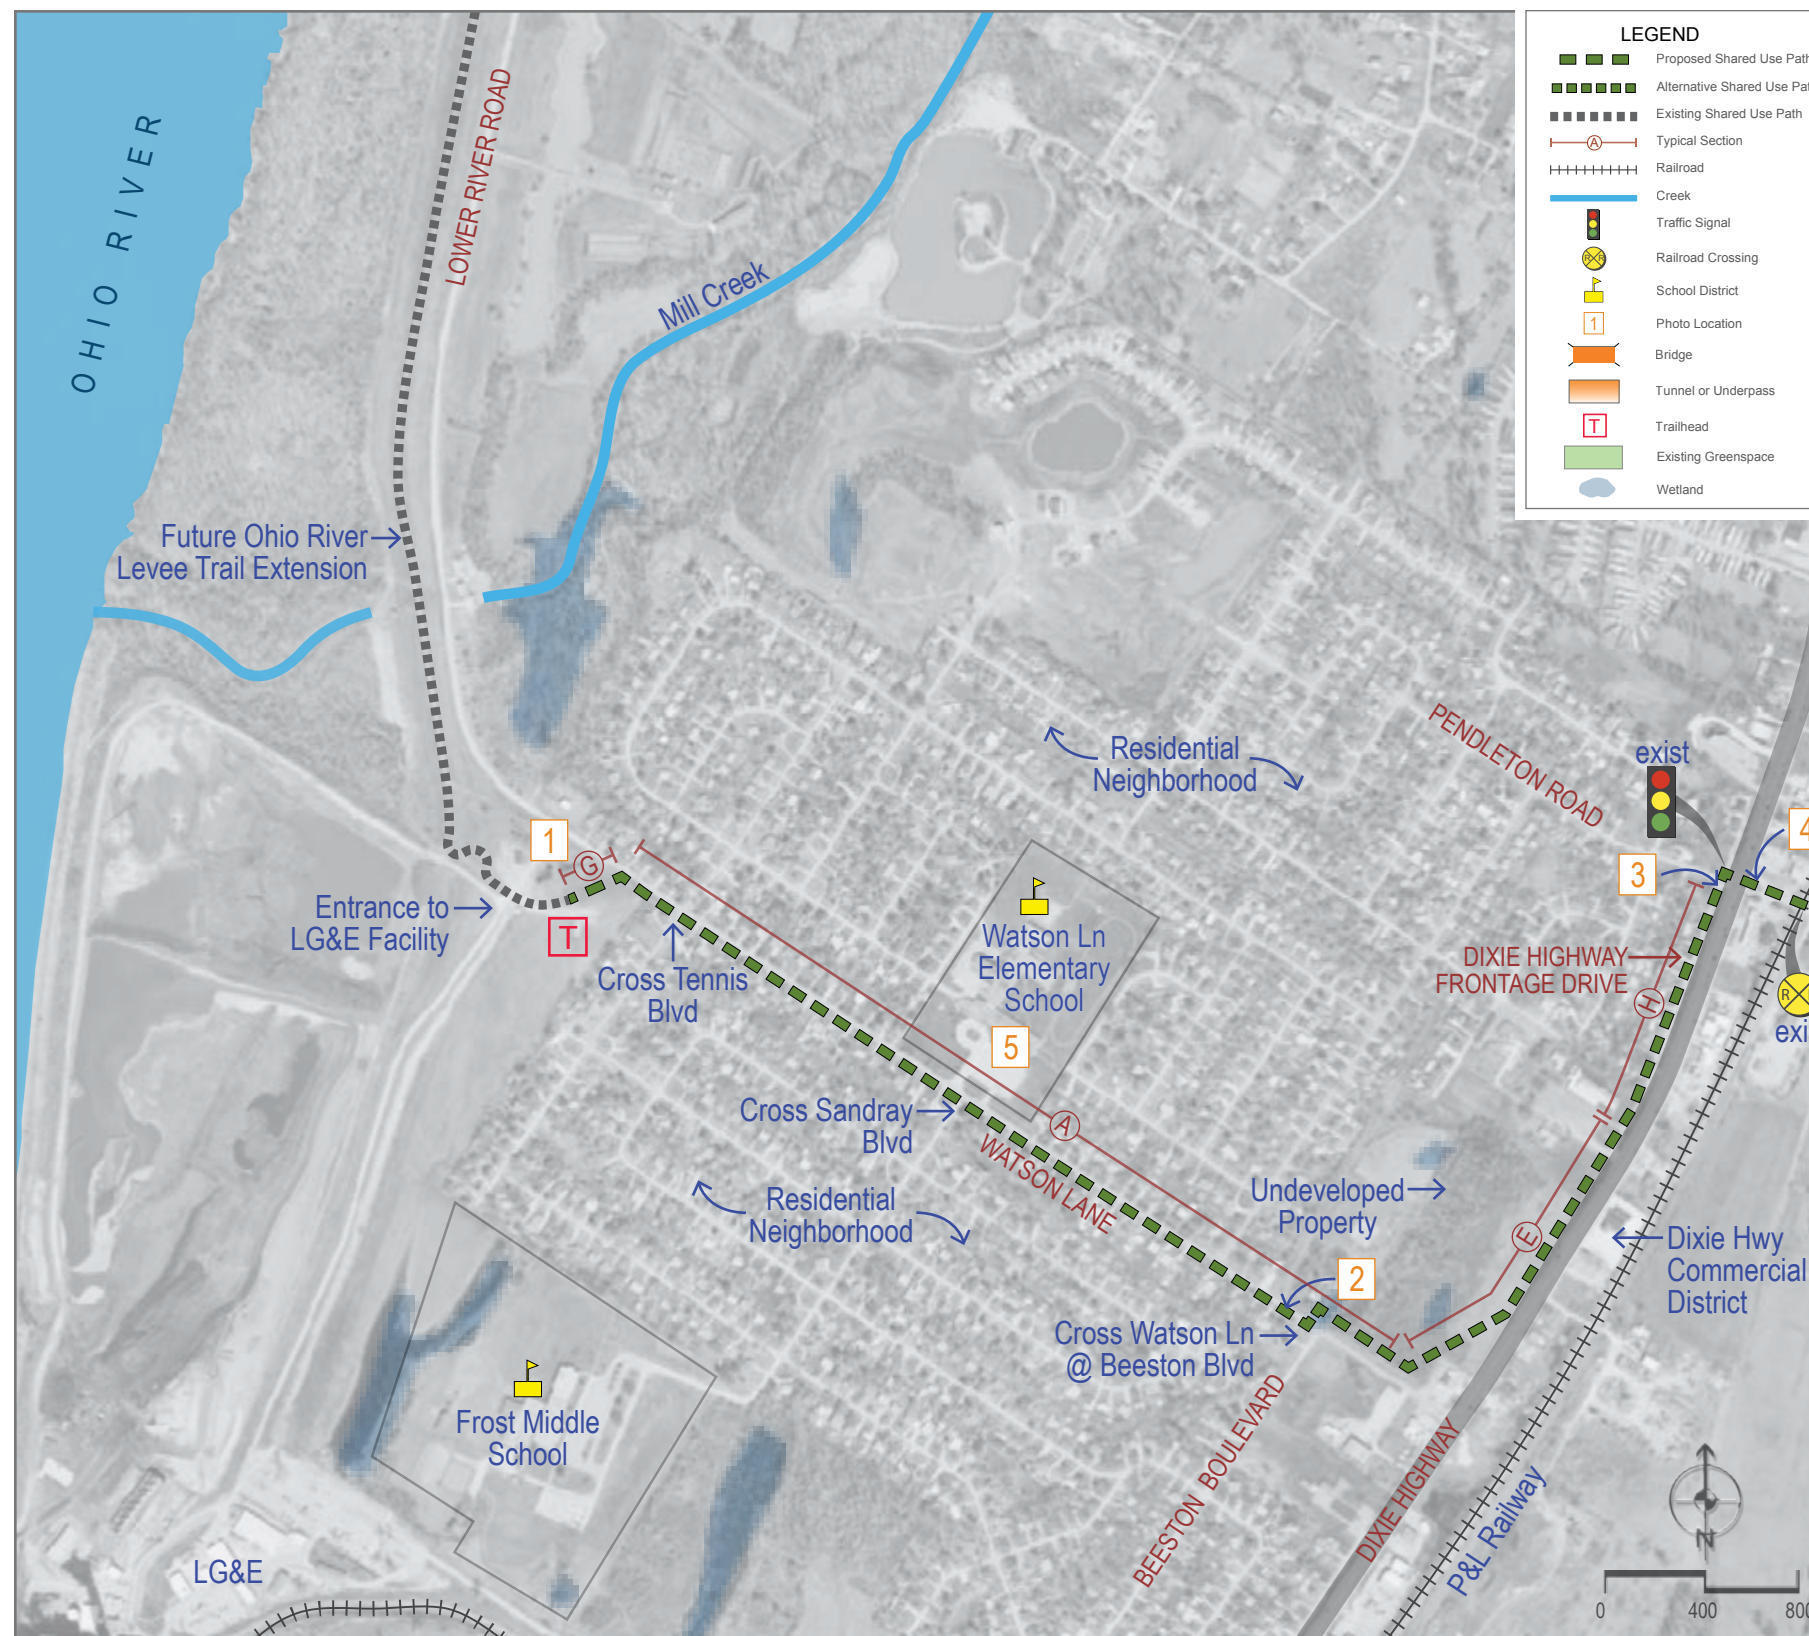 LEGEND
Proposed Shared Use Path
Alternative Shared Use Pat
Existing Shared Use Path
A
Typical Section
Railroad
Creek
Traffic Signal
R R
Railroad Crossing
School District
1
Photo Location
Bridge
Tunnel or Underpass
T
Trailhead
Existing Greenspace
Wetland
OHIO RIVER
LOWER RIVER ROAD
Mill Creek
Future Ohio River
Levee Trail Extension
Residential
Neighborhood
PENDLETON ROAD
exist
1
G
3
4
Entrance to
LG&E Facility
T
Cross Tennis
Blvd
Watson Ln
Elementary
School
5
DIXIE HIGHWAY
FRONTAGE DRIVE
H
R
exi
Cross Sandray
Blvd
A
WATSON LANE
Residential
Neighborhood
Undeveloped
Property
E
Dixie Hwy
Commercial
District
2
Cross Watson Ln
@ Beeston Blvd
Frost Middle
School
BEESTON BOULEVARD
DIXIE HIGHWAY
P&L Railway
LG&E
N
0 400 800